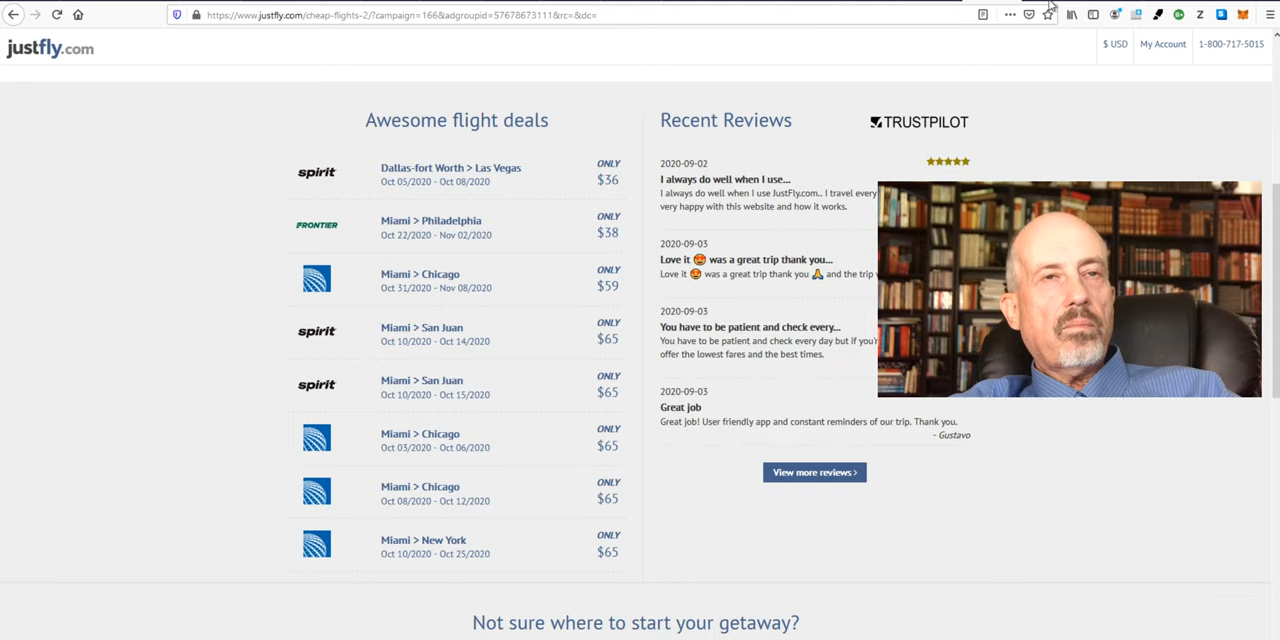 https://www.justfly.com/cheap-flights-2/?campaign=166&adgroupid=57678673111&rc=&dc=
justfly.com
$ USD
My Account
1-800-717-5015
Awesome flight deals
spirit
Dallas-fort Worth > Las Vegas
Oct 05/2020 - Oct 08/2020
ONLY
$36
FRONTIER
Miami > Philadelphia
Oct 22/2020 - Nov 02/2020
ONLY
$38
Miami > Chicago
Oct 31/2020 - Nov 08/2020
ONLY
$59
spirit
Miami > San Juan
Oct 10/2020 - Oct 14/2020
ONLY
$65
spirit
Miami > San Juan
Oct 10/2020 - Oct 15/2020
ONLY
$65
Miami > Chicago
Oct 03/2020 - Oct 06/2020
ONLY
$65
Miami > Chicago
Oct 08/2020 - Oct 12/2020
ONLY
$65
Miami > New York
Oct 10/2020 - Oct 25/2020
ONLY
$65
Recent Reviews
TRUSTPILOT
2020-09-02
I always do well when I use...
I always do well when I use JustFly.com.. I travel every
very happy with this website and how it works.
2020-09-03
Love it 😍 was a great trip thank you...
Love it 😍 was a great trip thank you 🙏 and the trip
2020-09-03
You have to be patient and check every...
You have to be patient and check every day but if you'r
offer the lowest fares and the best times.
2020-09-03
Great job
Great job! User friendly app and constant reminders of our trip. Thank you.
- Gustavo
View more reviews >
Not sure where to start your getaway?